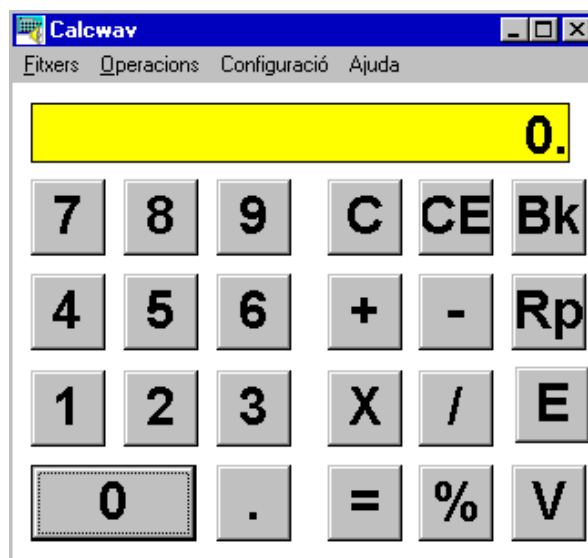 Calcwav
Fitxers Operacions Configuració Ajuda
0.
7 8 9 C CE Bk
4 5 6 + - Rp
1 2 3 X / E
0 . = % V